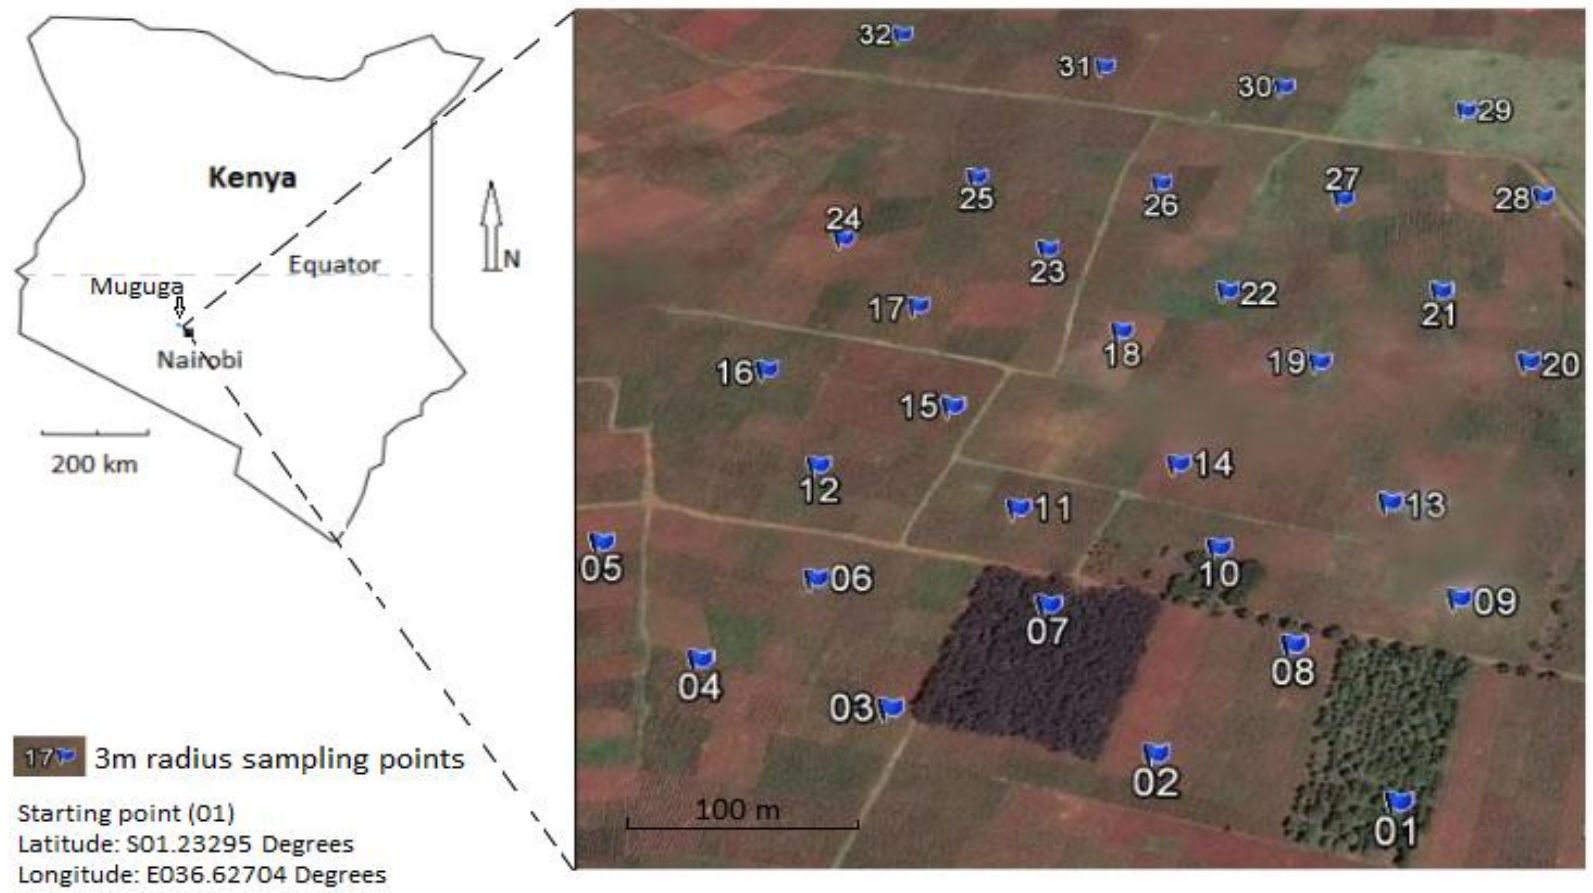 Kenya
Equator
N
Muguga
Nairobi
200 km
17 3m radius sampling points
Starting point (01)
Latitude: S01.23295 Degrees
Longitude: E036.62704 Degrees
32
31
30
29
28
27
26
25
24
23
22
21
20
19
18
17
16
15
14
13
12
11
10
09
08
07
06
05
04
03
02
01
100 m